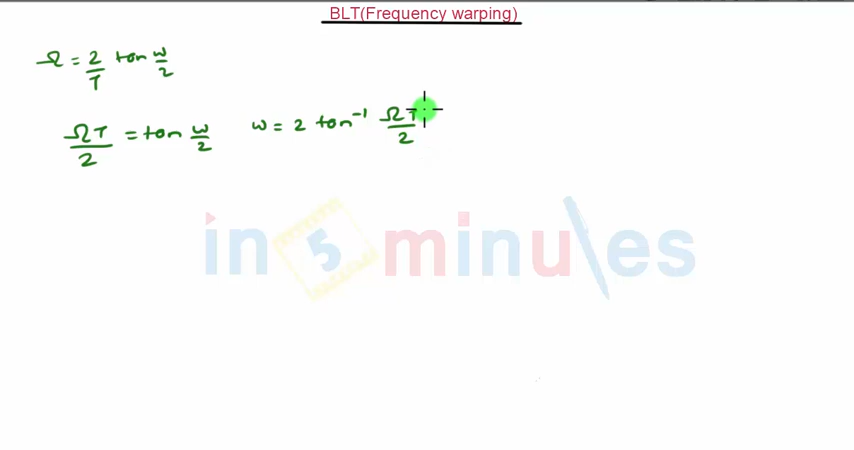 BLT(Frequency warping)
Ω = 2/T tan w/2
ΩT/2 = tan w/2 w = 2 tan⁻¹ ΩT/2
in 5 minutes